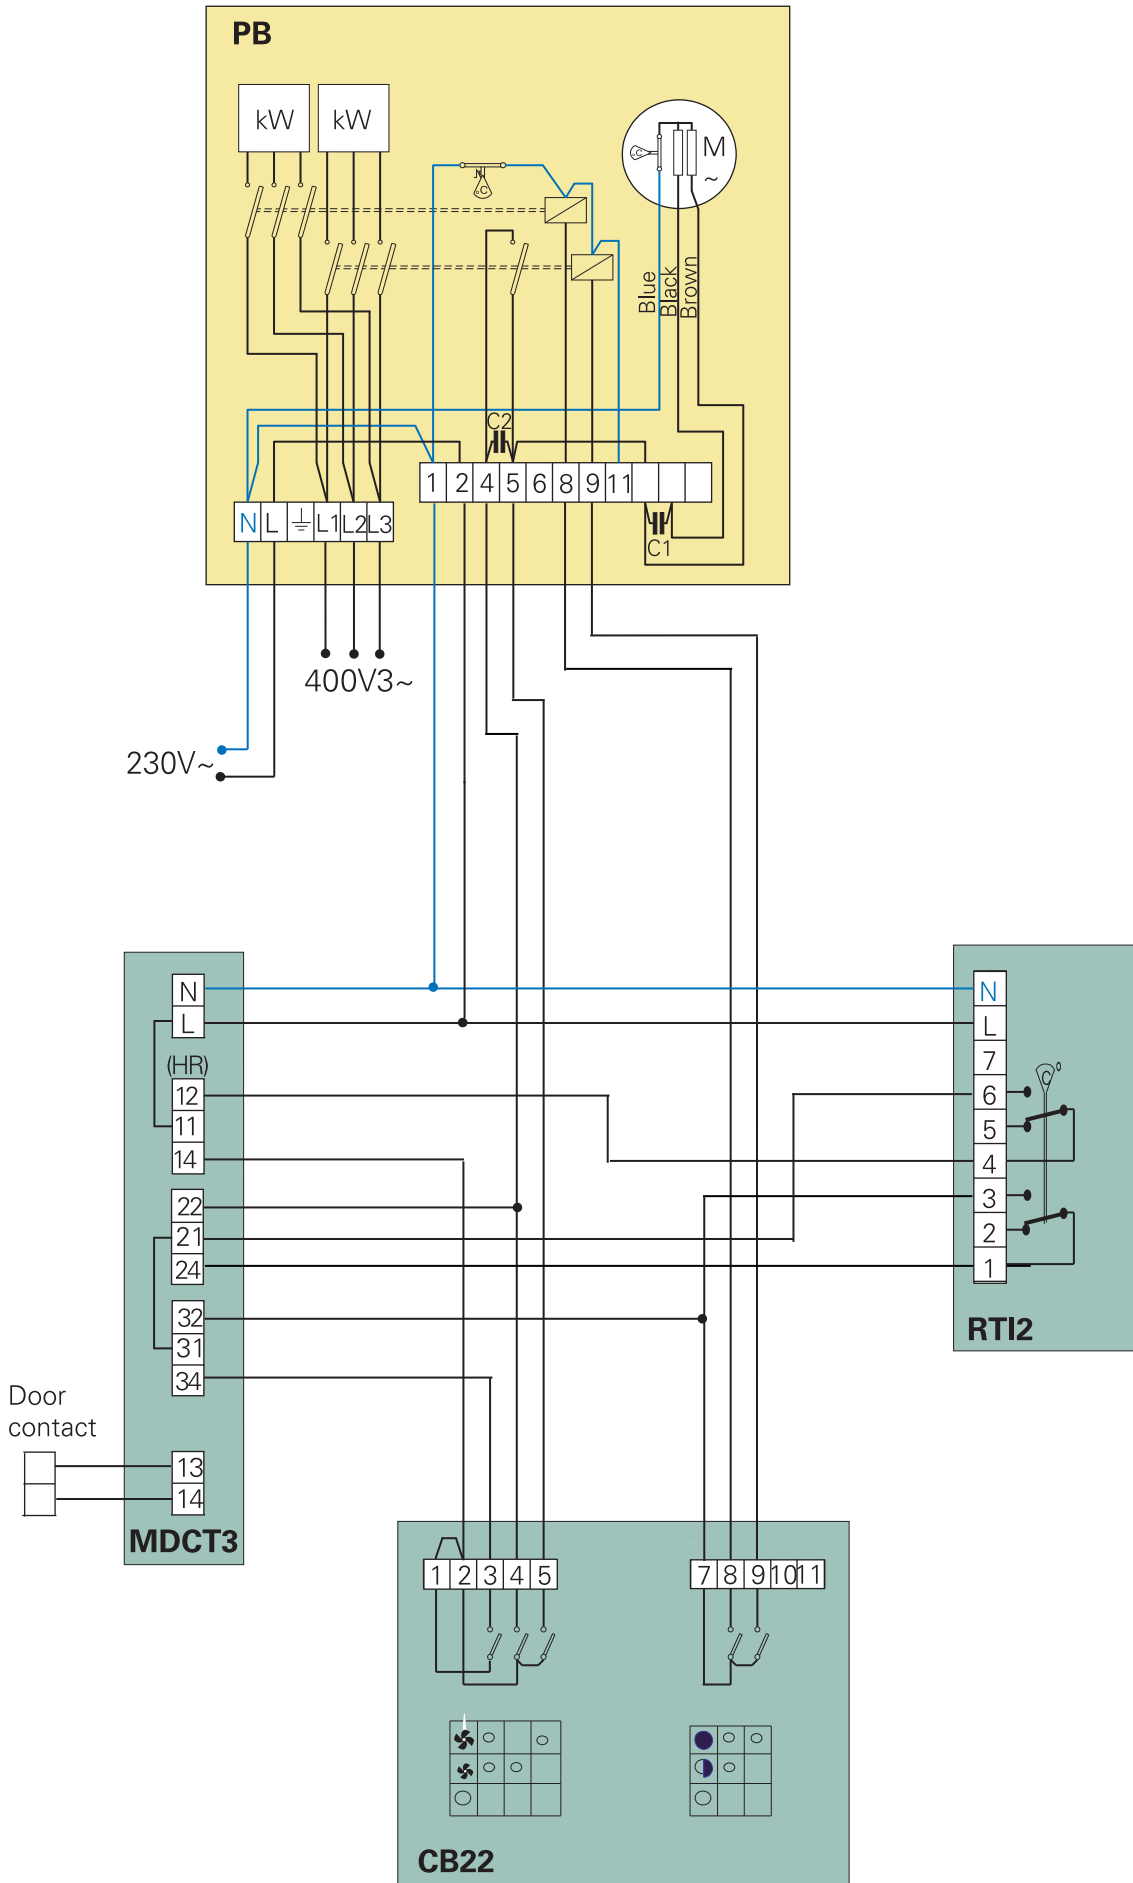 PB
kW kW
°C
°C M
~
Blue
Black
Brown
C2
1 2 4 5 6 8 9 11
N L L1 L2 L3
C1
400V3~
230V~
N
L
(HR)
12
11
14
22
21
24
32
31
34
13
14
MDCT3
Door
contact
N
L
7
6
5
4
3
2
1
C°
RTI2
1 2 3 4 5
7 8 9 10 11
CB22